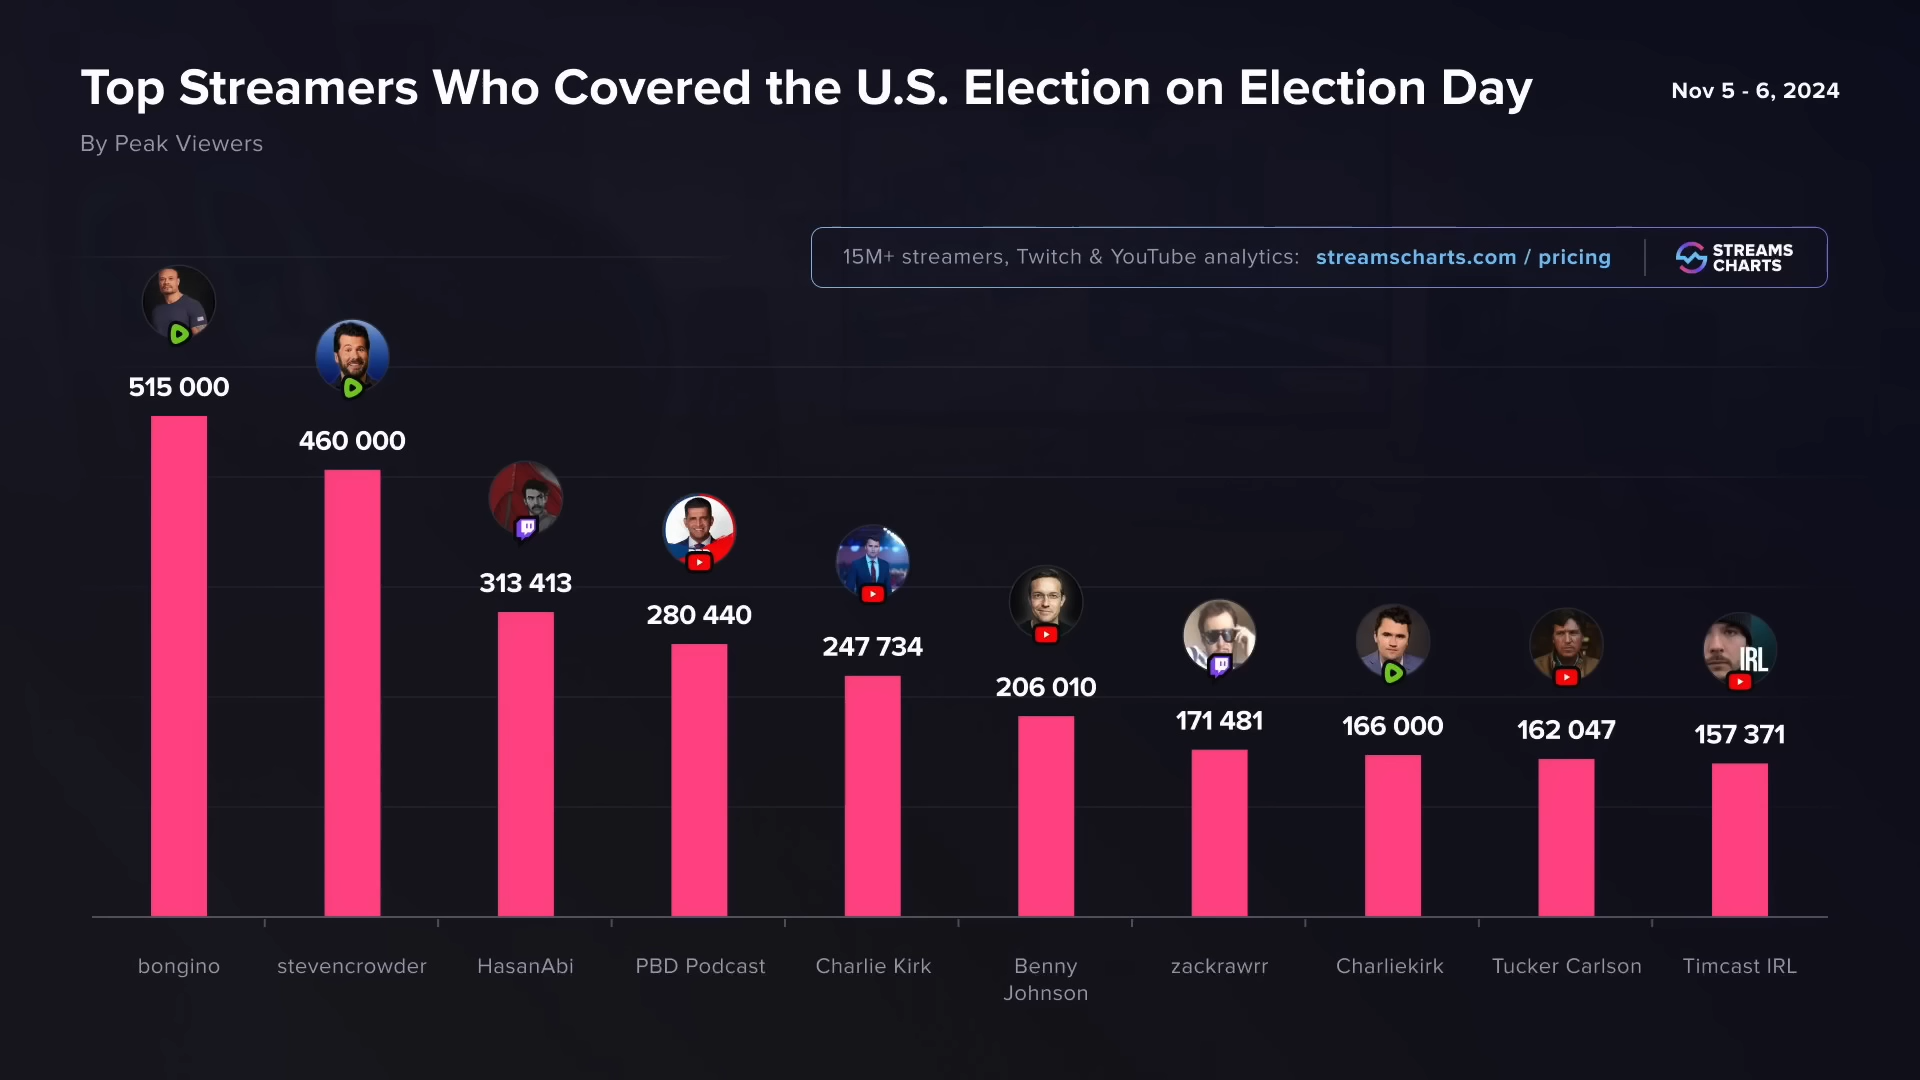 Top Streamers Who Covered the U.S. Election on Election Day
Nov 5 - 6, 2024
By Peak Viewers
15M+ streamers, Twitch & YouTube analytics: streamscharts.com / pricing
STREAMS
CHARTS
515 000
460 000
313 413
280 440
247 734
206 010
171 481
166 000
162 047
157 371
IRL
bongino
stevencrowder
HasanAbi
PBD Podcast
Charlie Kirk
Benny
Johnson
zackrawrr
Charliekirk
Tucker Carlson
Timcast IRL